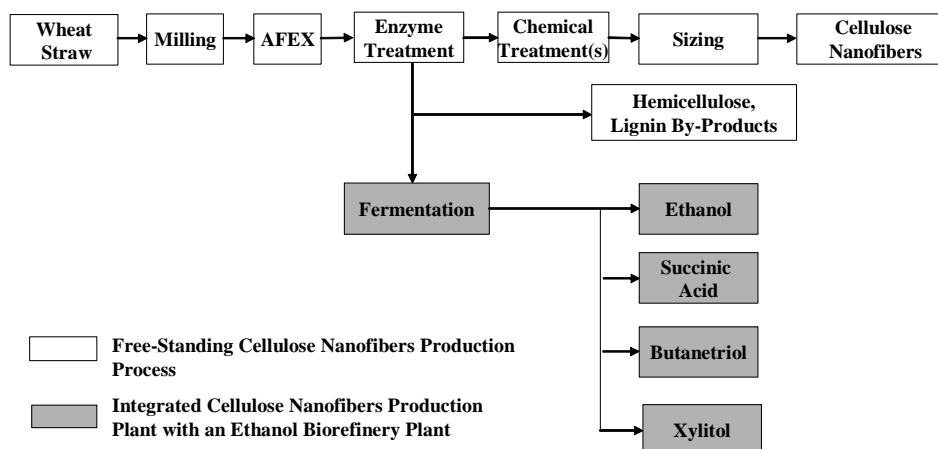 Wheat
Straw
Milling
AFEX
Enzyme
Treatment
Chemical
Treatment(s)
Sizing
Cellulose
Nanofibers
Hemicellulose,
Lignin By-Products
Fermentation
Ethanol
Succinic
Acid
Butanetriol
Xylitol
Free-Standing Cellulose Nanofibers Production
Process
Integrated Cellulose Nanofibers Production
Plant with an Ethanol Biorefinery Plant